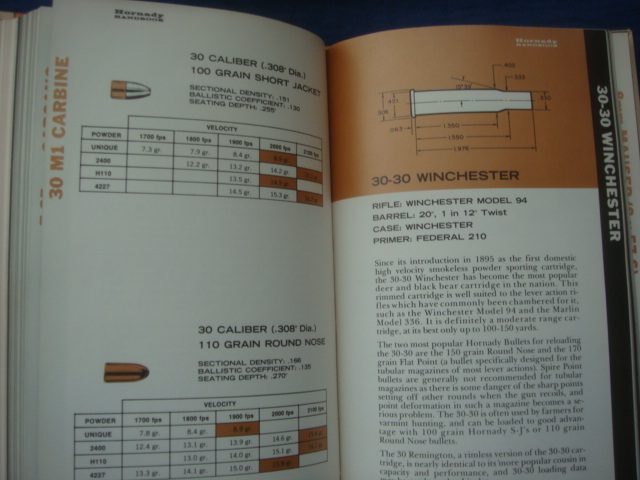 Hornady
HANDBOOK
30 M1 CARBINE
30 CALIBER (.308" Dia.)
100 GRAIN SHORT JACKET
SECTIONAL DENSITY: .151
BALLISTIC COEFFICIENT: .130
SEATING DEPTH: .255"
VELOCITY
POWDER 1700 fps 1800 fps 1900 fps 2000 fps 2100 fps
UNIQUE 7.3 gr. 7.9 gr. 8.4 gr.
2400 12.2 gr. 13.2 gr. 14.2 gr.
H110 13.5 gr.
4227 14.5 gr. 15.3 gr.
30 CALIBER (.308" Dia.)
110 GRAIN ROUND NOSE
SECTIONAL DENSITY: .166
BALLISTIC COEFFICIENT: .135
SEATING DEPTH: .270"
VELOCITY
POWDER 1700 fps 1800 fps 1900 fps 2000 fps 2100 fps
UNIQUE 7.8 gr. 8.4 gr.
2400 12.4 gr. 13.1 gr. 13.9 gr. 14.6 gr.
H110 13.0 gr. 14.0 gr. 15.1 gr.
4227 13.3 gr. 14.1 gr. 15.0 gr.
Hornady
HANDBOOK
30-30 WINCHESTER
30-30 WINCHESTER
RIFLE: WINCHESTER MODEL 94
BARREL: 20", 1 in 12" Twist
CASE: WINCHESTER
PRIMER: FEDERAL 210
Since its introduction in 1895 as the first domestic
high velocity smokeless powder sporting cartridge,
the 30-30 Winchester has become the most popular
deer and black bear cartridge in the nation. This
rimmed cartridge is well suited to the lever action ri-
fles which have commonly been chambered for it,
such as the Winchester Model 94 and the Marlin
Model 336. It is definitely a moderate range car-
tridge, at its best only up to 100-150 yards.
The two most popular Hornady Bullets for reloading
the 30-30 are the 150 grain Round Nose and the 170
grain Flat Point (a bullet specifically designed for the
tubular magazines of most lever actions). Spire Point
bullets are generally not recommended for tubular
magazines as there is some danger of the sharp points
setting off other rounds when the gun recoils, and
point deformation in such a magazine becomes a se-
rious problem. The 30-30 is often used by farmers for
varmint hunting, and can be loaded to good advan-
tage with 100 grain Hornady S-J's or 110 grain
Round Nose bullets.
The 30 Remington, a rimless version of the 30-30 car-
tridge, is nearly identical to its more popular cousin in
capacity and performance, and 30-30 loading data